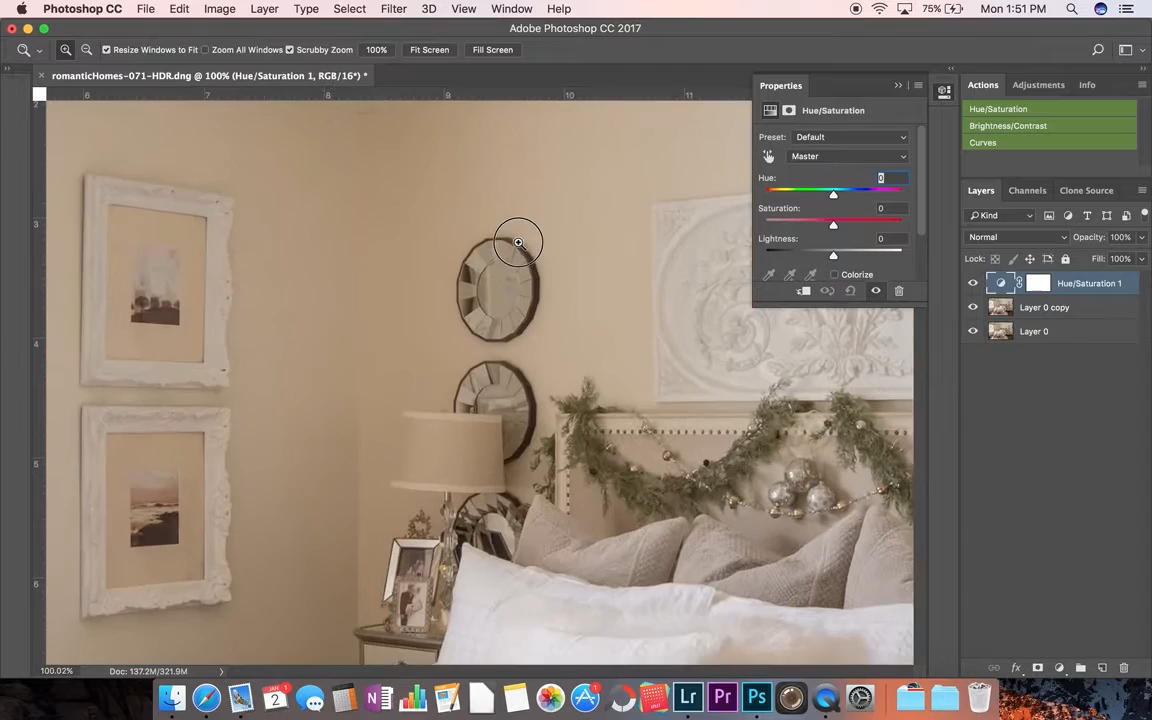 Photoshop CC File Edit Image Layer Type Select Filter 3D View Window Help 75% Mon 1:51 PM
Adobe Photoshop CC 2017
Resize Windows to Fit Zoom All Windows Scrubby Zoom 100% Fit Screen Fill Screen
romanticHomes-071-HDR.dng @ 100% (Hue/Saturation 1, RGB/16*) *
6 7 8 9 10 11
2
3
4
5
6
Properties
Hue/Saturation
Preset: Default
Master
Hue: 0
Saturation: 0
Lightness: 0
Colorize
Actions Adjustments Info
Hue/Saturation
Brightness/Contrast
Curves
Layers Channels Clone Source
Kind
Normal Opacity: 100%
Lock: Fill: 100%
Hue/Saturation 1
Layer 0 copy
Layer 0
fx
100.02% Doc: 137.2M/321.9M
JAN
2
1
Lr Pr Ps